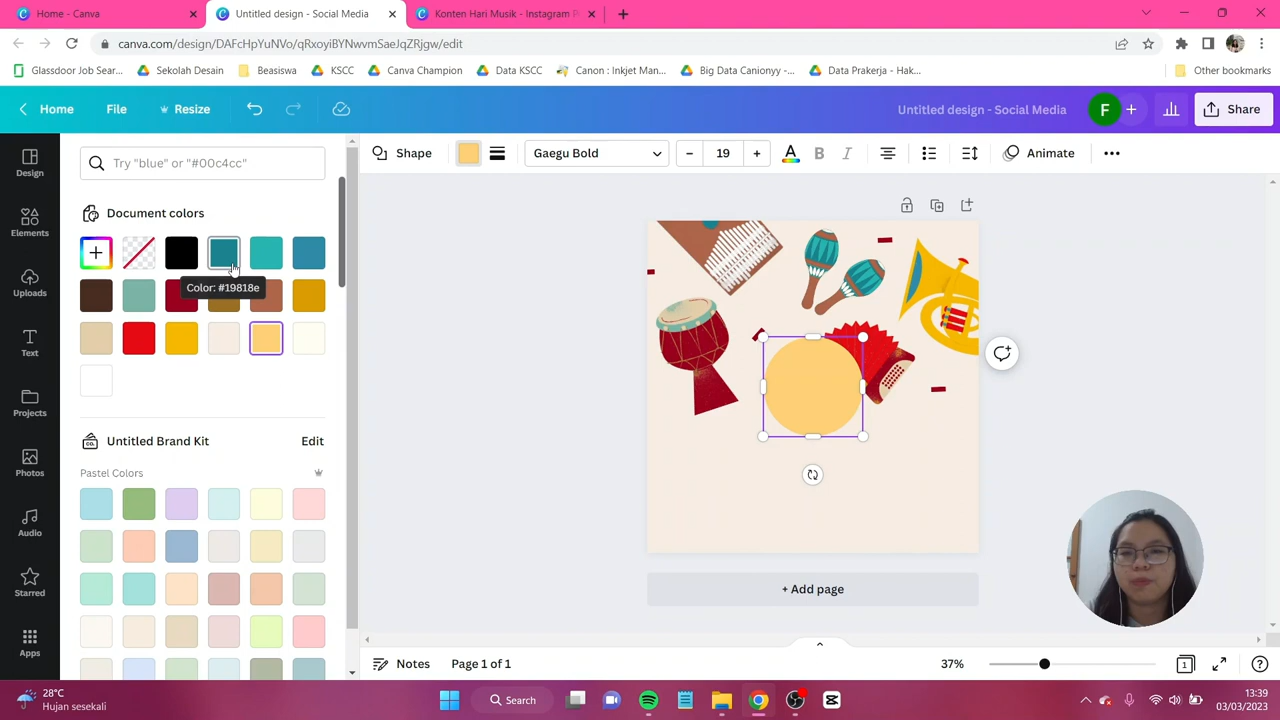 Home - Canva
Untitled design - Social Media
Konten Hari Musik - Instagram P
canva.com/design/DAFcHpYuNVo/qRxoyiBYNwvmSaeJqZRjgw/edit
Glassdoor Job Sear...
Sekolah Desain
Beasiswa
KSCC
Canva Champion
Data KSCC
Canon : Inkjet Man...
Big Data Canionyy -...
Data Prakerja - Hak...
Other bookmarks
Home
File
Resize
Untitled design - Social Media
F
Share
Design
Elements
Uploads
Text
Projects
Photos
Audio
Starred
Apps
Try "blue" or "#00c4cc"
Document colors
Color: #19818e
Untitled Brand Kit
Edit
Pastel Colors
Shape
Gaegu Bold
19
B
I
Animate
+ Add page
Notes
Page 1 of 1
37%
1
28°C
Hujan sesekali
Search
13:39
03/03/2023